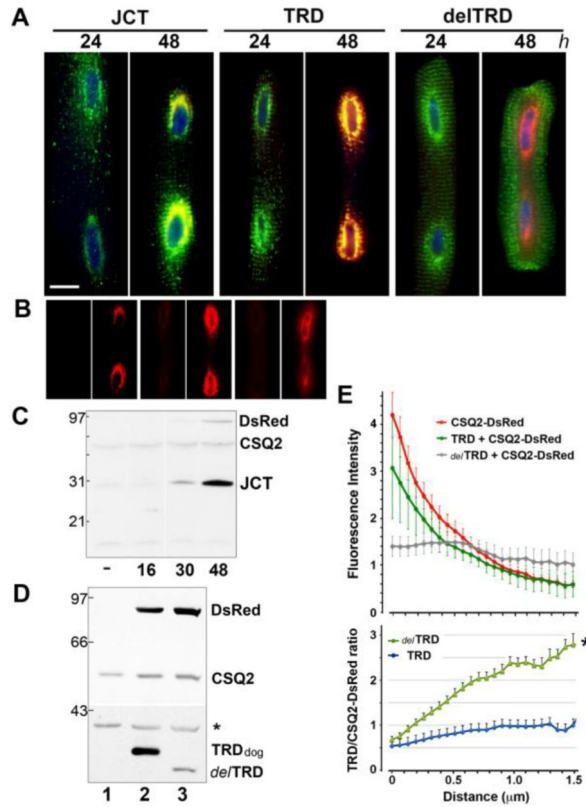 A
JCT TRD delTRD
24 48 24 48 24 48 h
B
C
97
31
21
DsRed
CSQ2
JCT
- 16 30 48
D
97
66
43
DsRed
CSQ2
*
TRDdog
delTRD
1 2 3
E
Fluorescence Intensity
4
3
2
1
0
CSQ2-DsRed
TRD + CSQ2-DsRed
delTRD + CSQ2-DsRed
TRD/CSQ2-DsRed ratio
3
2
1
0
delTRD
TRD
*
0 0.5 1.0 1.5
Distance (µm)